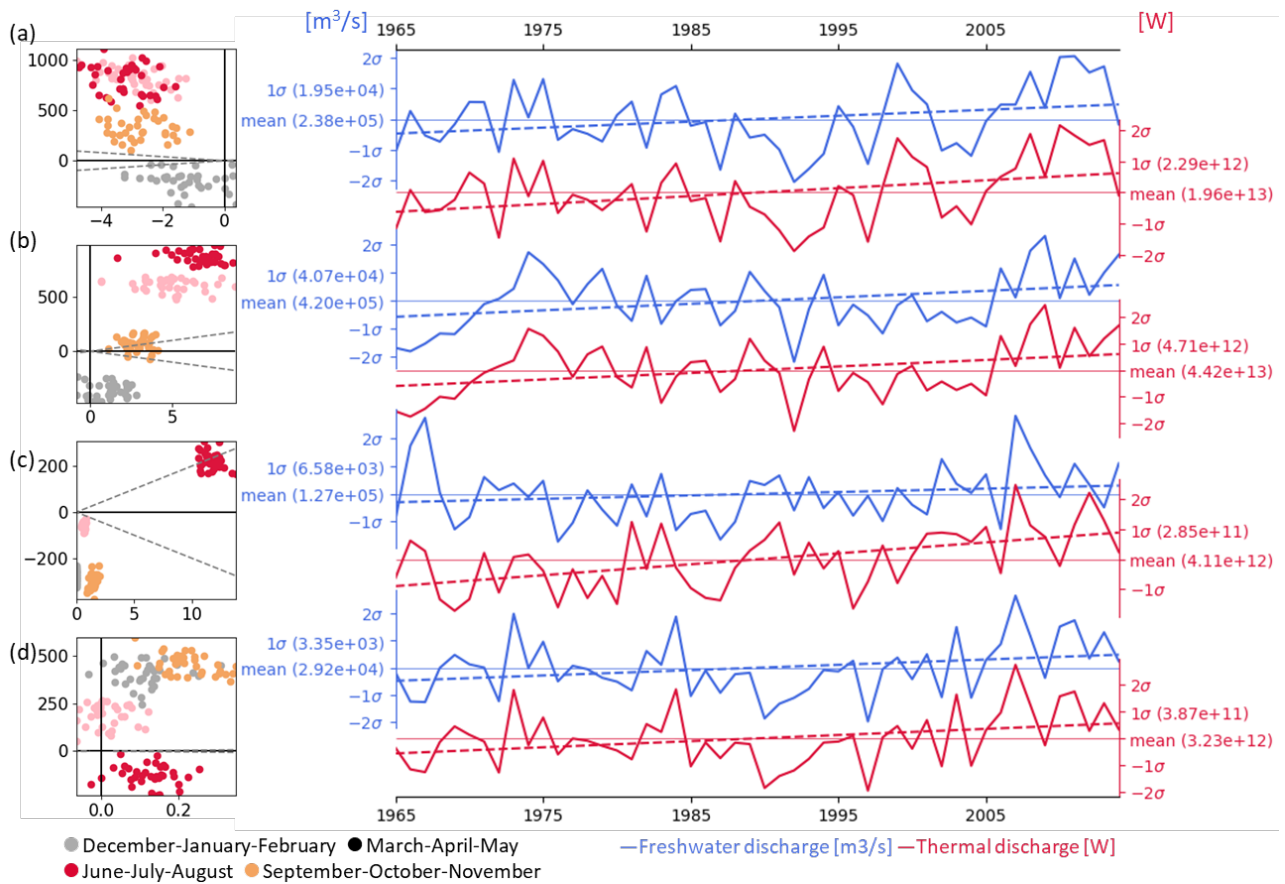 [m³/s]
[W]
1965 1975 1985 1995 2005
(a)
1000
500
0
−4 −2 0
2σ
1σ (1.95e+04)
mean (2.38e+05)
−1σ
−2σ
2σ
1σ (2.29e+12)
mean (1.96e+13)
−1σ
−2σ
(b)
500
0
0 5
2σ
1σ (4.07e+04)
mean (4.20e+05)
−1σ
−2σ
2σ
1σ (4.71e+12)
mean (4.42e+13)
−1σ
−2σ
(c)
200
0
−200
0 5 10
2σ
1σ (6.58e+03)
mean (1.27e+05)
−1σ
2σ
1σ (2.85e+11)
mean (4.11e+12)
−1σ
(d)
500
250
0
0.0 0.2
2σ
1σ (3.35e+03)
mean (2.92e+04)
−1σ
−2σ
2σ
1σ (3.87e+11)
mean (3.23e+12)
−1σ
−2σ
1965 1975 1985 1995 2005
December-January-February March-April-May
June-July-August September-October-November
Freshwater discharge [m3/s] Thermal discharge [W]